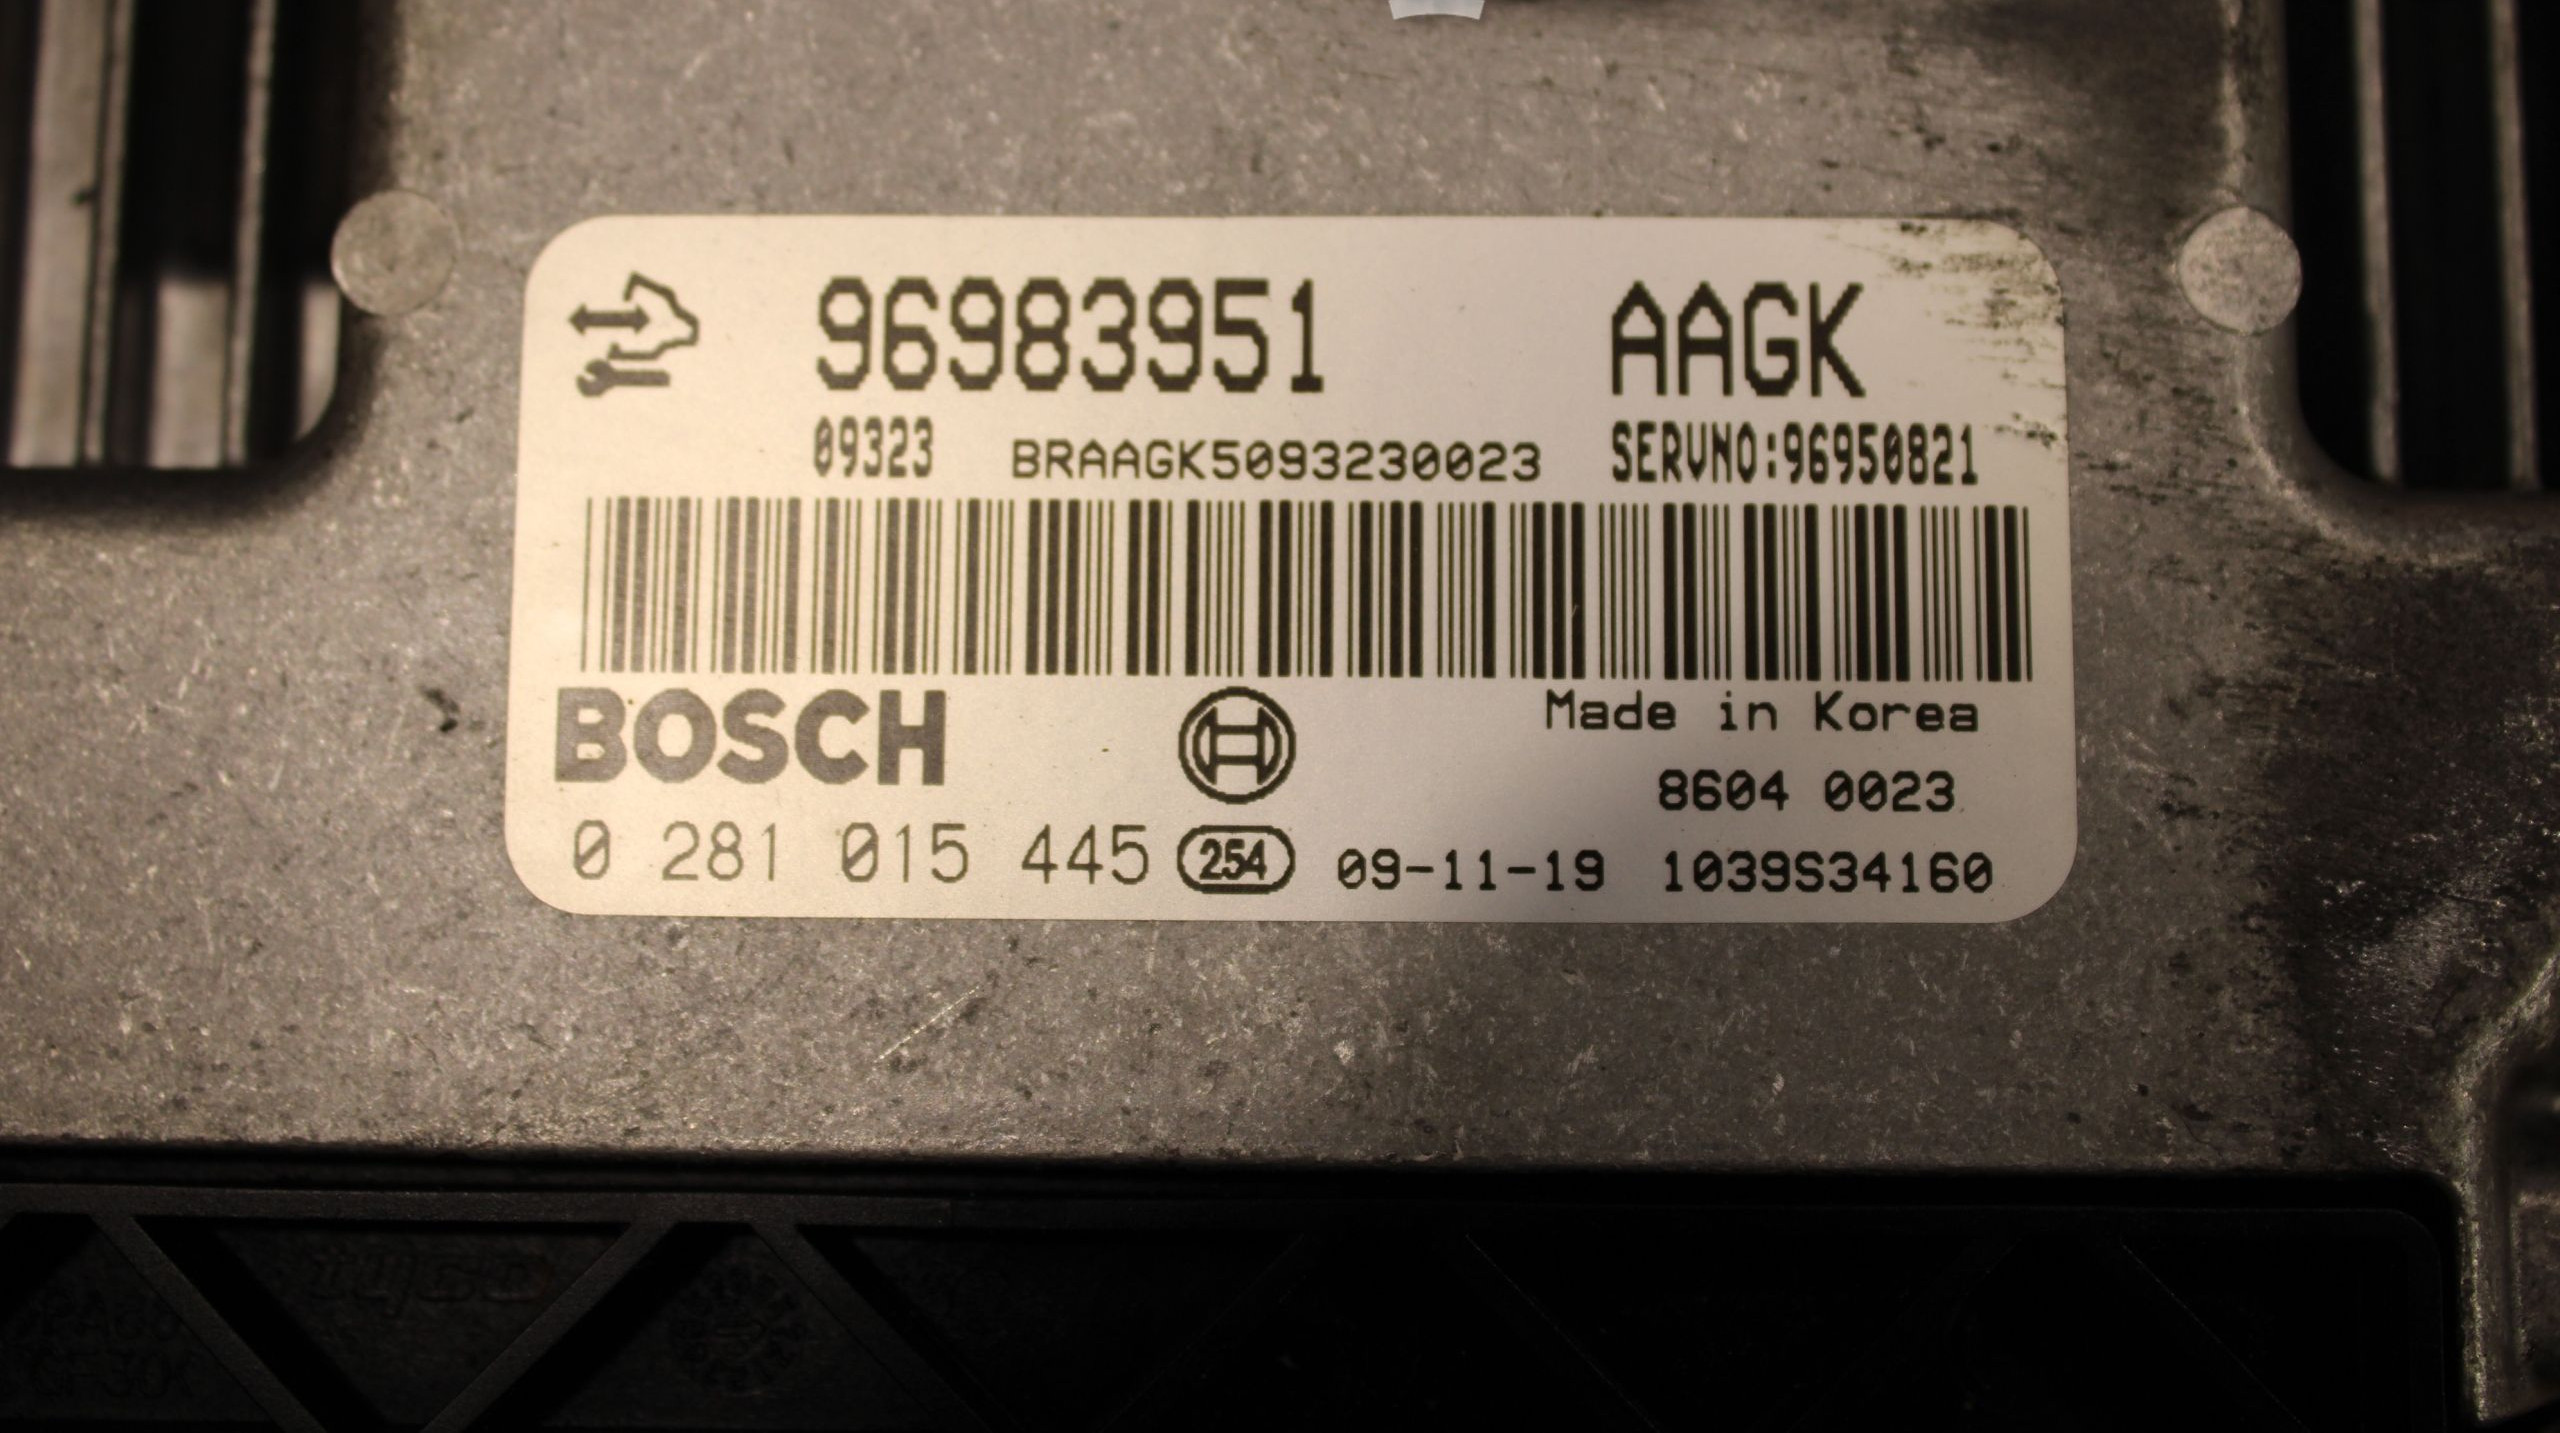 96983951 AAGK
09323 BRAAGK5093230023 SERVNO:96950821
BOSCH Made in Korea
8604 0023
0 281 015 445 254 09-11-19 1039S34160
tyco